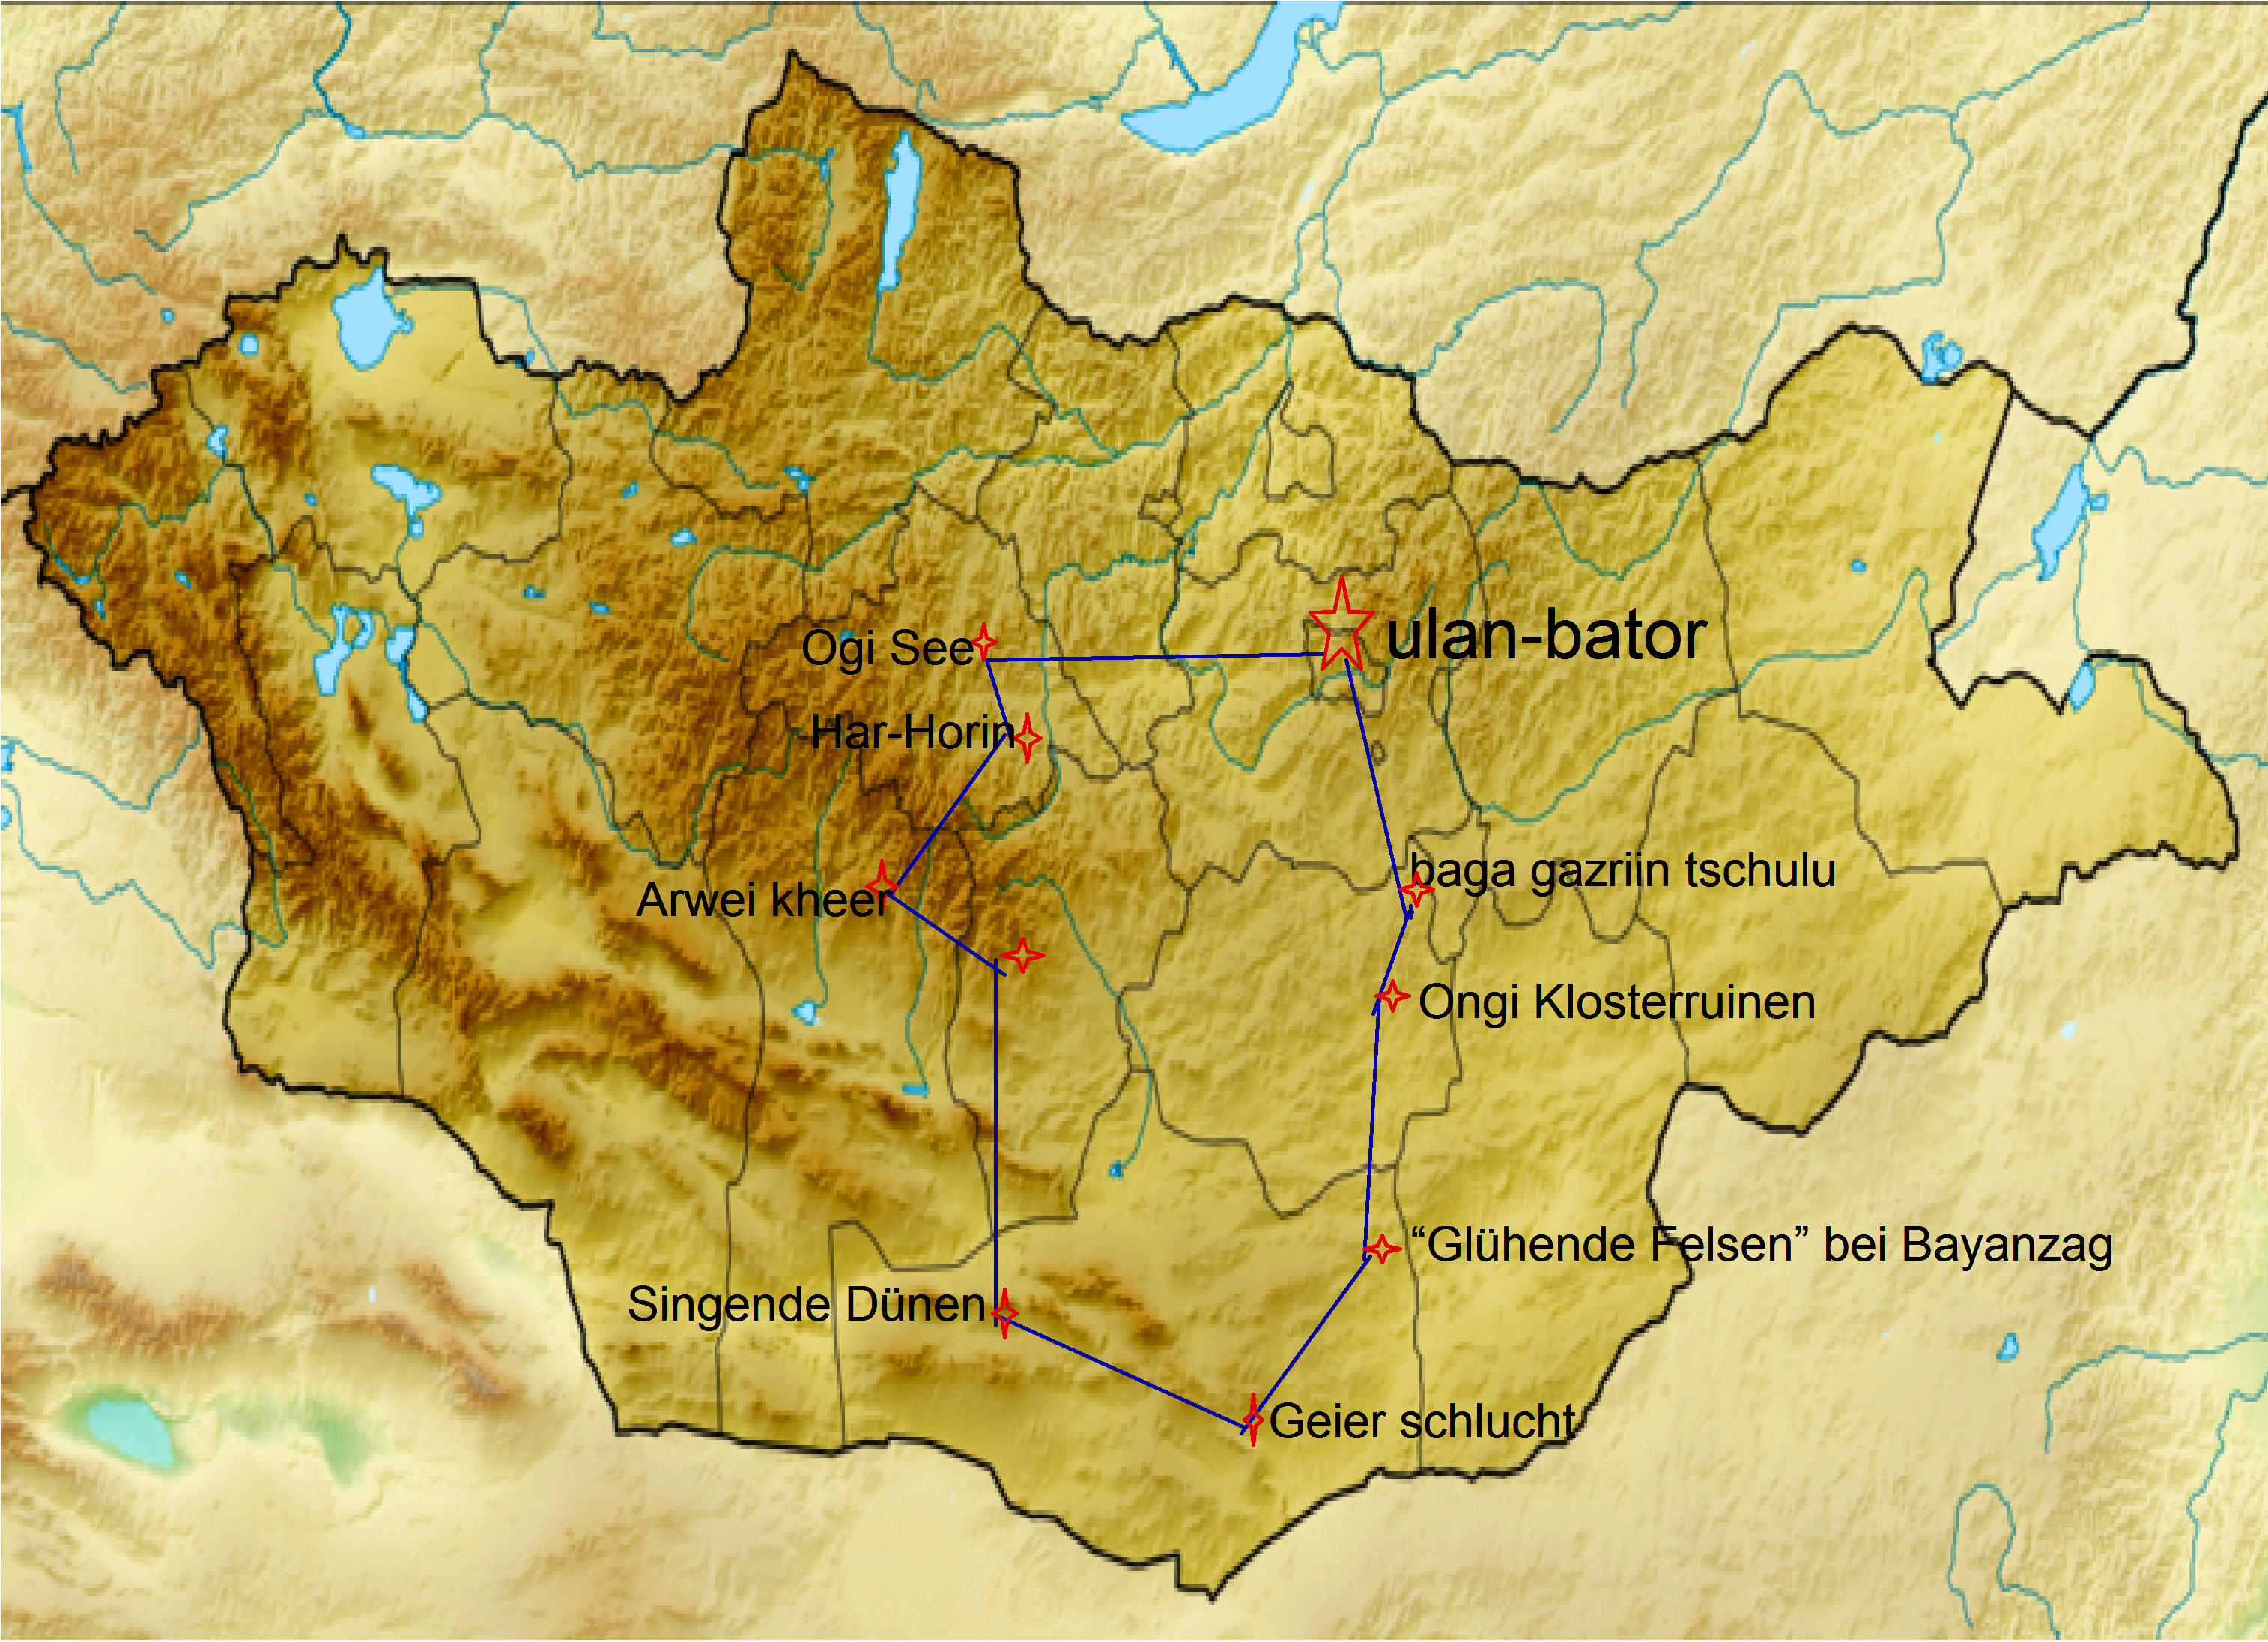 ulan-bator
Ogi See
Har-Horin
baga gazriin tschulu
Arwei kheer
Ongi Klosterruinen
“Glühende Felsen” bei Bayanzag
Singende Dünen
Geier schlucht